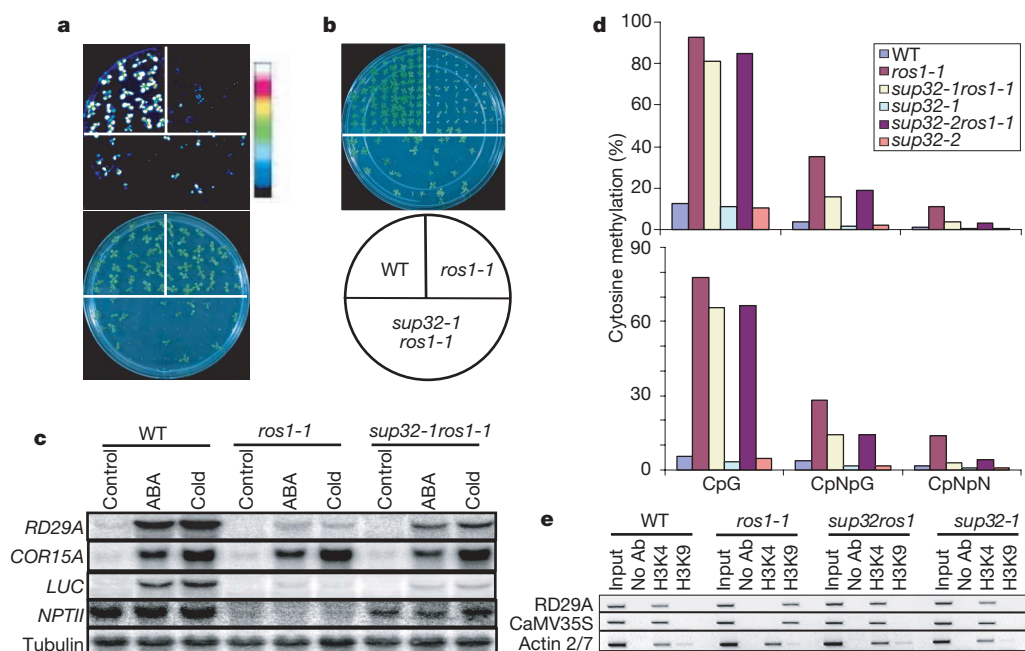 a
b
WT
ros1-1
sup32-1
ros1-1
c
WT
ros1-1
sup32-1ros1-1
Control
ABA
Cold
Control
ABA
Cold
Control
ABA
Cold
RD29A
COR15A
LUC
NPTII
Tubulin
d
Cytosine methylation (%)
100
80
60
40
20
0
WT
ros1-1
sup32-1ros1-1
sup32-1
sup32-2ros1-1
sup32-2
90
60
30
0
CpG
CpNpG
CpNpN
e
WT
ros1-1
sup32ros1
sup32-1
Input
No Ab
H3K4
H3K9
Input
No Ab
H3K4
H3K9
Input
No Ab
H3K4
H3K9
Input
No Ab
H3K4
H3K9
RD29A
CaMV35S
Actin 2/7